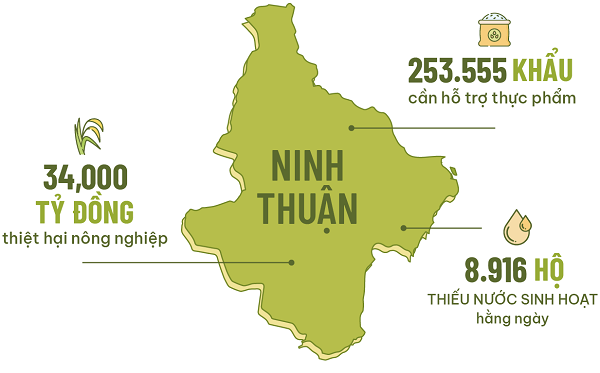 253.555 KHẨU
cần hỗ trợ thực phẩm
NINH
THUẬN
34,000
TỶ ĐỒNG
thiệt hại nông nghiệp
8.916 HỘ
THIẾU NƯỚC SINH HOẠT
hằng ngày